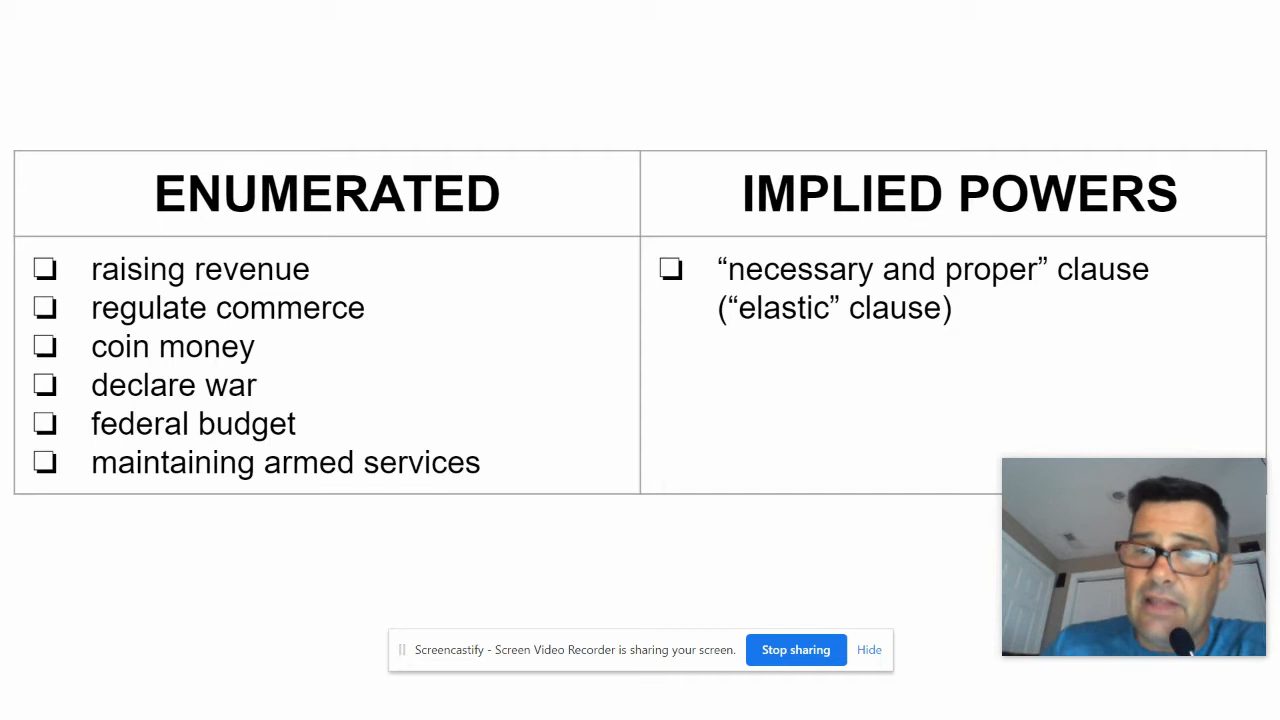 ENUMERATED
IMPLIED POWERS
❏ raising revenue
❏ regulate commerce
❏ coin money
❏ declare war
❏ federal budget
❏ maintaining armed services
❏ “necessary and proper” clause
(“elastic” clause)
Screencastify - Screen Video Recorder is sharing your screen.
Stop sharing
Hide